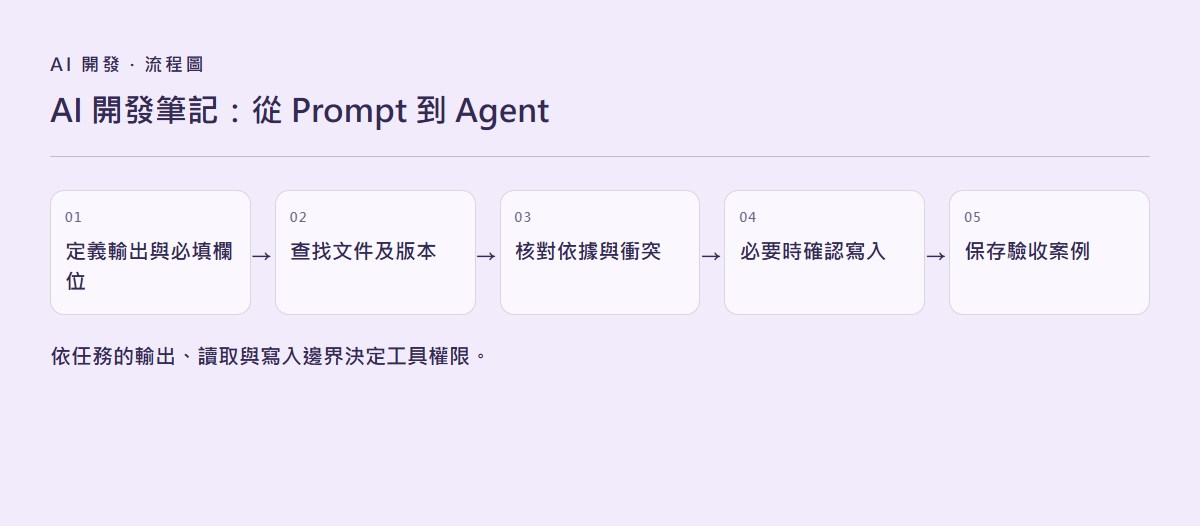 AI 開發 · 流程圖
AI 開發筆記：從 Prompt 到 Agent
01
定義輸出與必填欄
位
→
02
查找文件及版本
→
03
核對依據與衝突
→
04
必要時確認寫入
→
05
保存驗收案例
依任務的輸出、讀取與寫入邊界決定工具權限。